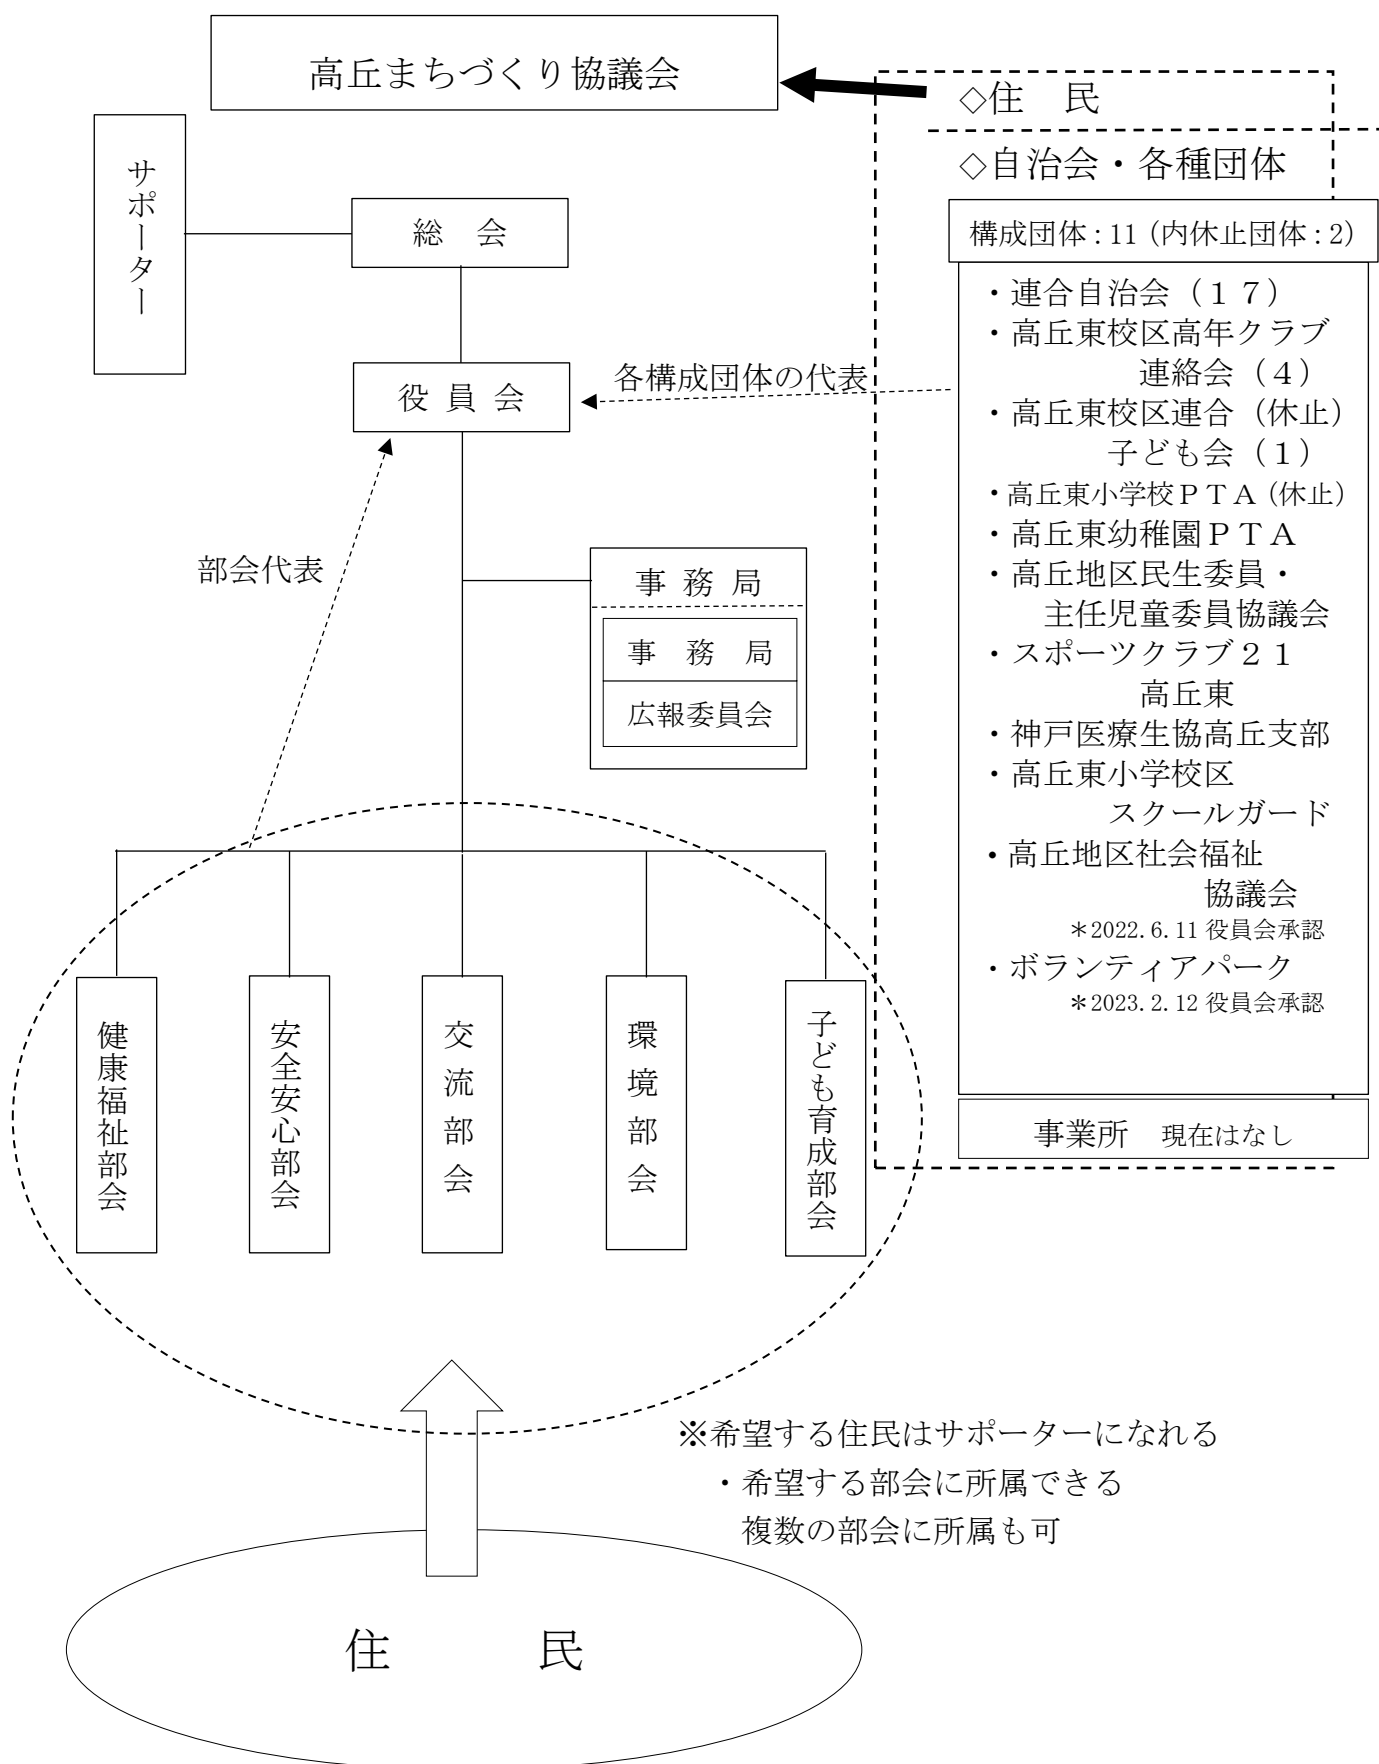 高丘まちづくり協議会
◇住　民
◇自治会・各種団体
構成団体：11（内休止団体：2）
・連合自治会（１７）
・高丘東校区高年クラブ
連絡会（４）
・高丘東校区連合（休止）
子ども会（１）
・高丘東小学校ＰＴＡ（休止）
・高丘東幼稚園ＰＴＡ
・高丘地区民生委員・
主任児童委員協議会
・スポーツクラブ２１
高丘東
・神戸医療生協高丘支部
・高丘東小学校区
スクールガード
・高丘地区社会福祉
協議会
＊2022.6.11 役員会承認
・ボランティアパーク
＊2023.2.12 役員会承認
事業所　現在はなし
サポーター
総　会
役 員 会
各構成団体の代表
部会代表
事 務 局
事　務　局
広報委員会
健康福祉部会
安全安心部会
交流部会
環境部会
子ども育成部会
※希望する住民はサポーターになれる
・希望する部会に所属できる
複数の部会に所属も可
住　　民